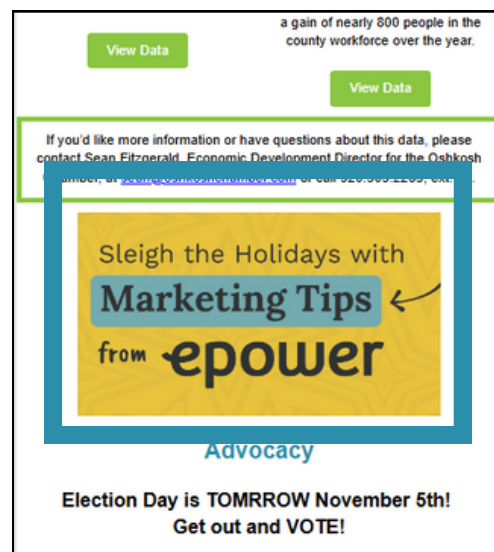 a gain of nearly 800 people in the
county workforce over the year.
View Data
View Data
If you'd like more information or have questions about this data, please
contact Sean Fitzgerald, Economic Development Director for the Oshkosh
at or call
Sleigh the Holidays with
Marketing Tips
from epower
Advocacy
Election Day is TOMRROW November 5th!
Get out and VOTE!